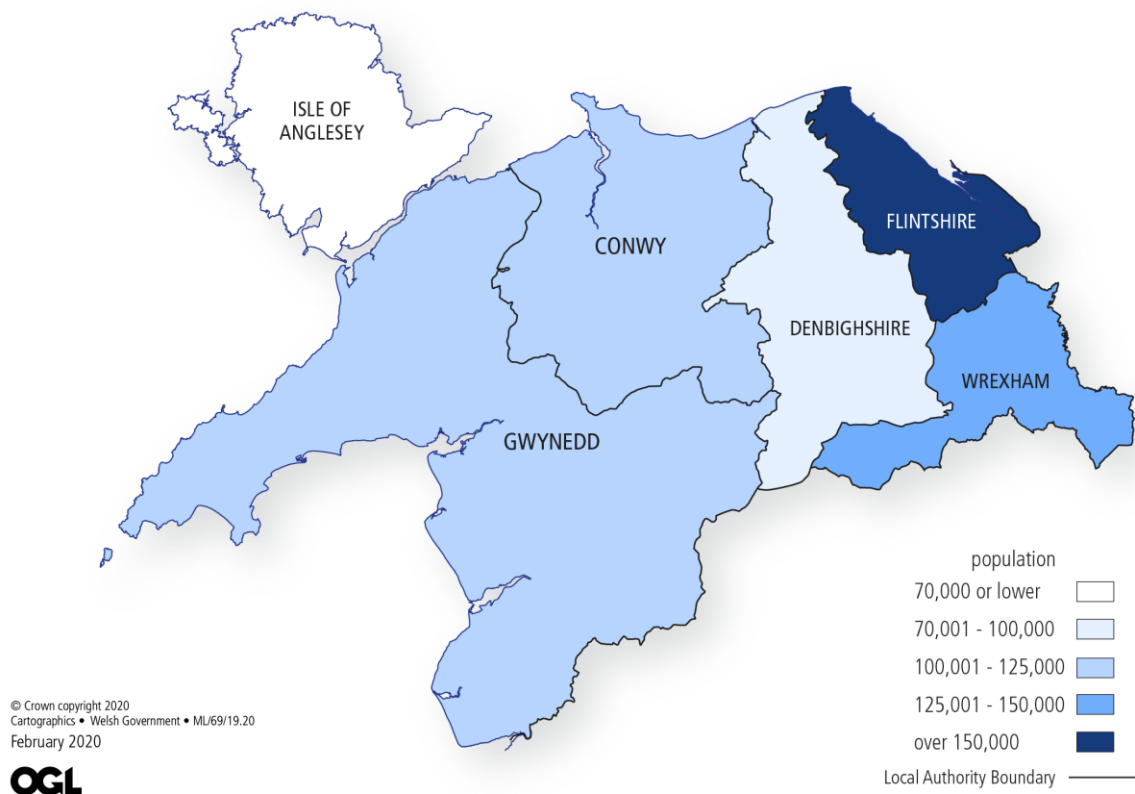 ISLE OF
ANGLESEY
FLINTSHIRE
CONWY
DENBIGHSHIRE
WREXHAM
GWYNEDD
population
70,000 or lower
70,001 - 100,000
100,001 - 125,000
125,001 - 150,000
over 150,000
Local Authority Boundary
© Crown copyright 2020
Cartographics • Welsh Government • ML/69/19.20
February 2020
OGL